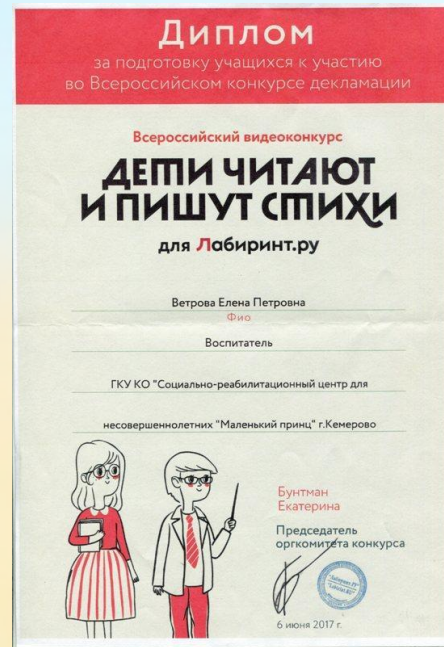 Диплом
за подготовку учащихся к участию
во Всероссийском конкурсе декламации
Всероссийский видеоконкурс
ДЕТИ ЧИТАЮТ
И ПИШУТ СТИХИ
для Лабиринт.ру
Ветрова Елена Петровна
Фио
Воспитатель
ГКУ КО "Социально-реабилитационный центр для
несовершеннолетних "Маленький принц" г.Кемерово
Бунтман
Екатерина
Председатель
оргкомитета конкурса
6 июня 2017 г.